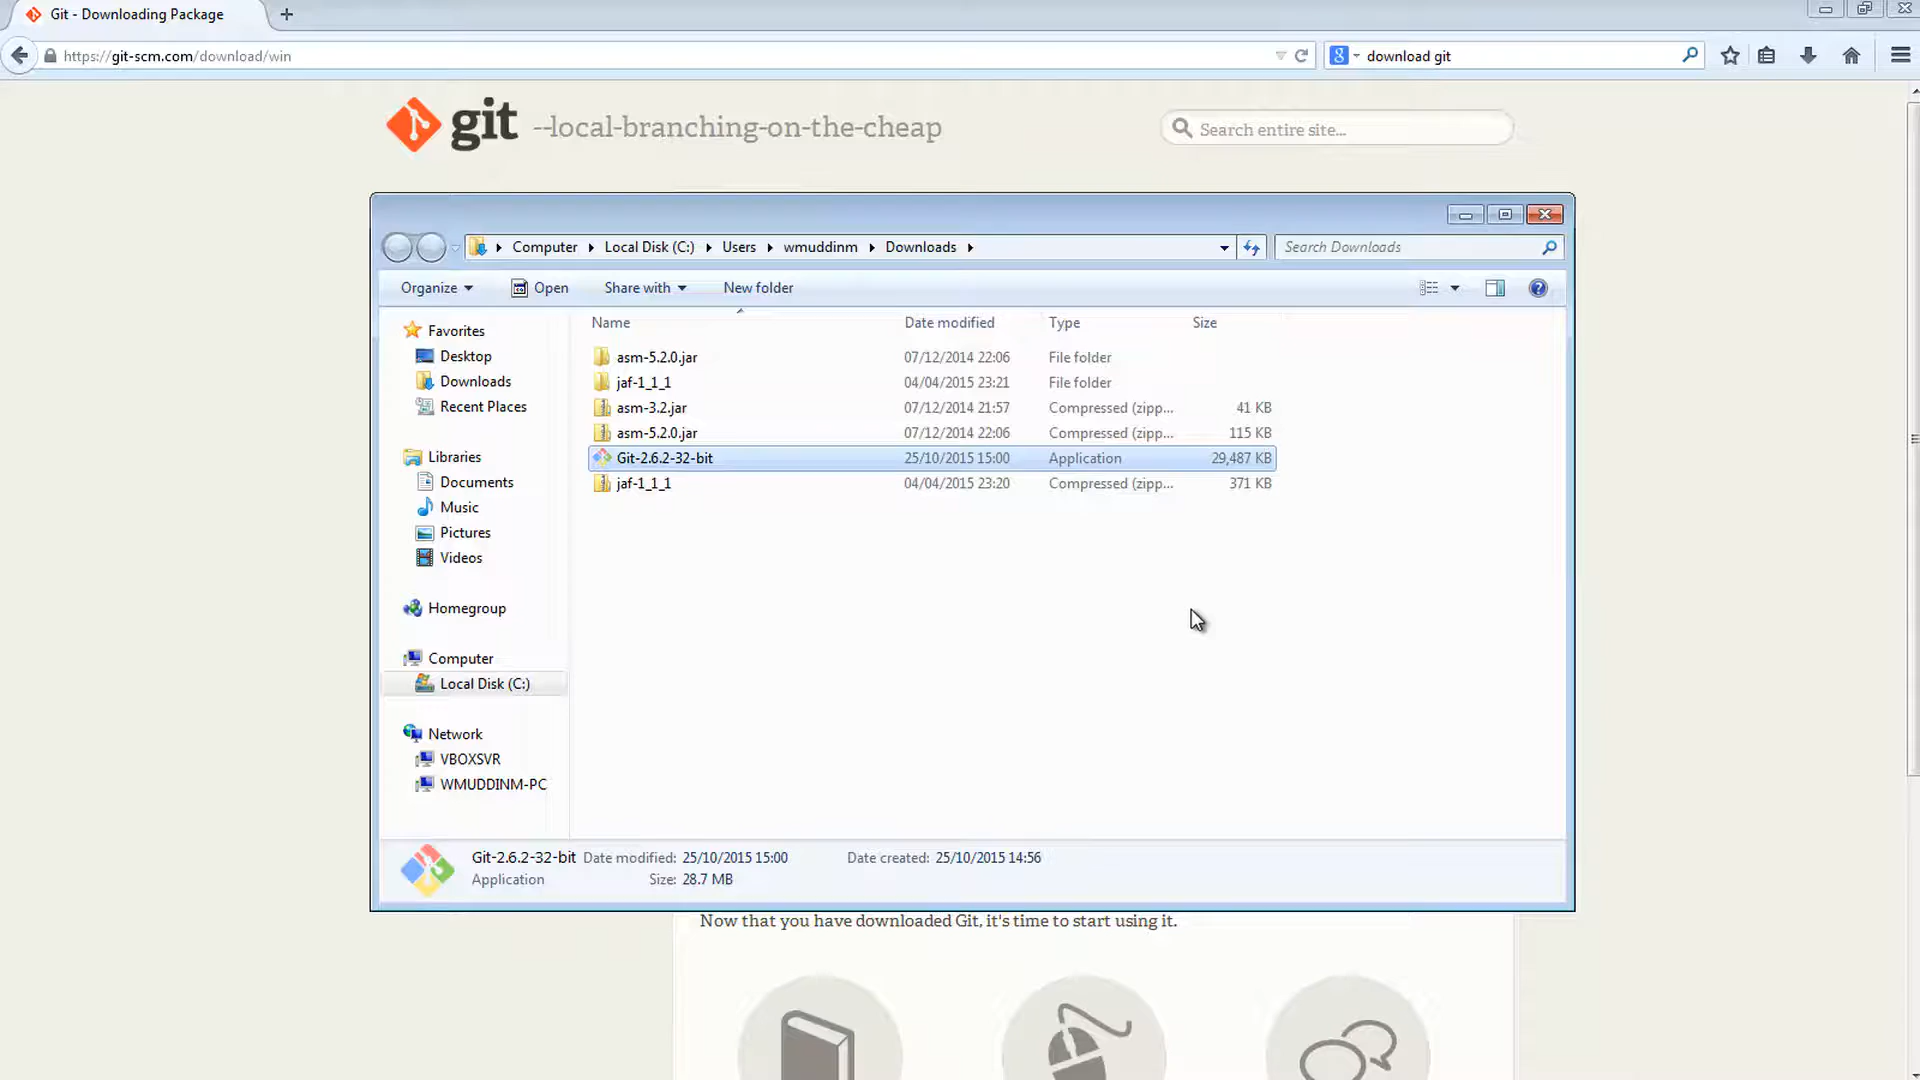 Git - Downloading Package
https://git-scm.com/download/win
download git
git --local-branching-on-the-cheap
Search entire site...
Computer Local Disk (C:) Users wmuddinm Downloads
Search Downloads
Organize Open Share with New folder
Name Date modified Type Size
asm-5.2.0.jar 07/12/2014 22:06 File folder
jaf-1_1_1 04/04/2015 23:21 File folder
asm-3.2.jar 07/12/2014 21:57 Compressed (zipp... 41 KB
asm-5.2.0.jar 07/12/2014 22:06 Compressed (zipp... 115 KB
Git-2.6.2-32-bit 25/10/2015 15:00 Application 29,487 KB
jaf-1_1_1 04/04/2015 23:20 Compressed (zipp... 371 KB
Favorites
Desktop
Downloads
Recent Places
Libraries
Documents
Music
Pictures
Videos
Homegroup
Computer
Local Disk (C:)
Network
VBOXSVR
WMUDDINM-PC
Git-2.6.2-32-bit Date modified: 25/10/2015 15:00 Date created: 25/10/2015 14:56
Application Size: 28.7 MB
Now that you have downloaded Git, it's time to start using it.